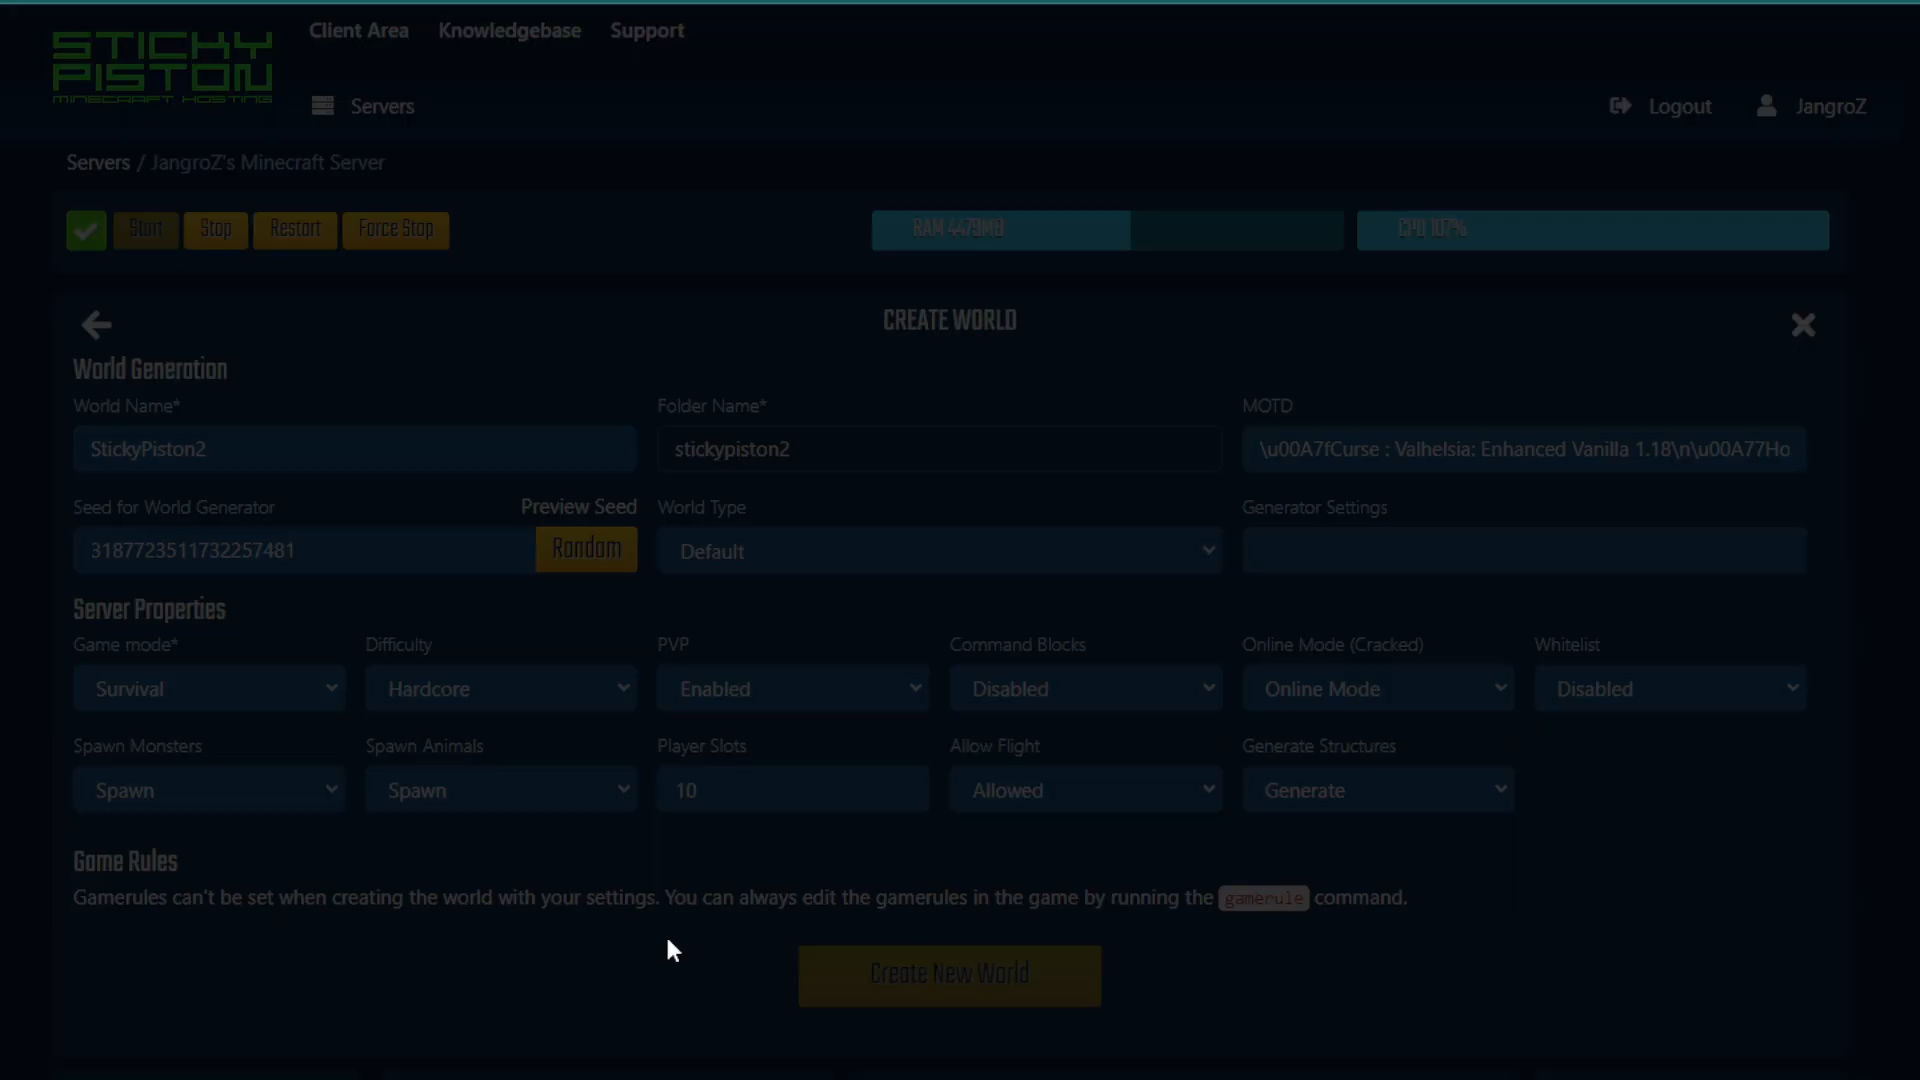 STICKY
PISTON
MINECRAFT HOSTING
Client Area
Knowledgebase
Support
Servers
Logout
JangroZ
Servers / JangroZ's Minecraft Server
Start
Stop
Restart
Force Stop
RAM 4479MB
CPU 107%
CREATE WORLD
World Generation
World Name*
Folder Name*
MOTD
StickyPiston2
stickypiston2
\u00A7fCurse : Valhelsia: Enhanced Vanilla 1.18\n\u00A77Ho
Seed for World Generator
Preview Seed
World Type
Generator Settings
3187723511732257481
Random
Default
Server Properties
Game mode*
Difficulty
PVP
Command Blocks
Online Mode (Cracked)
Whitelist
Survival
Hardcore
Enabled
Disabled
Online Mode
Disabled
Spawn Monsters
Spawn Animals
Player Slots
Allow Flight
Generate Structures
Spawn
Spawn
10
Allowed
Generate
Game Rules
Gamerules can't be set when creating the world with your settings. You can always edit the gamerules in the game by running the gamerule command.
Create New World